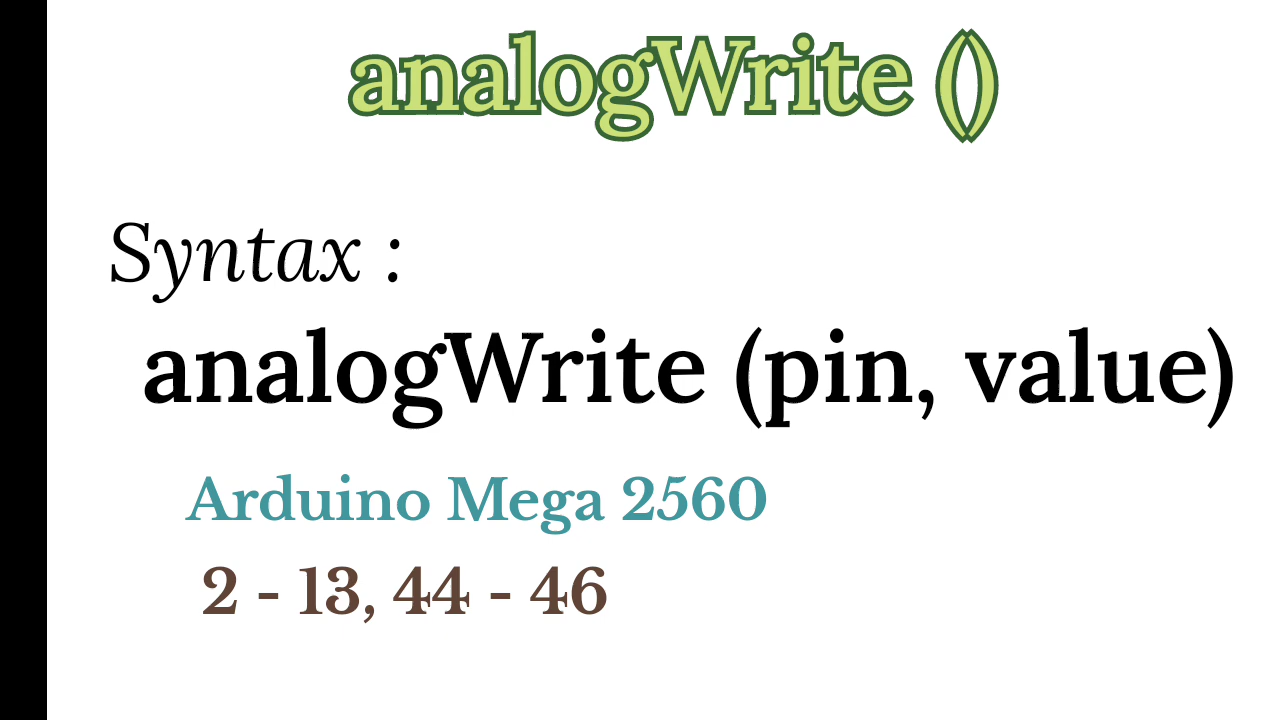 analogWrite ()
Syntax :
analogWrite (pin, value)
Arduino Mega 2560
2 - 13, 44 - 46